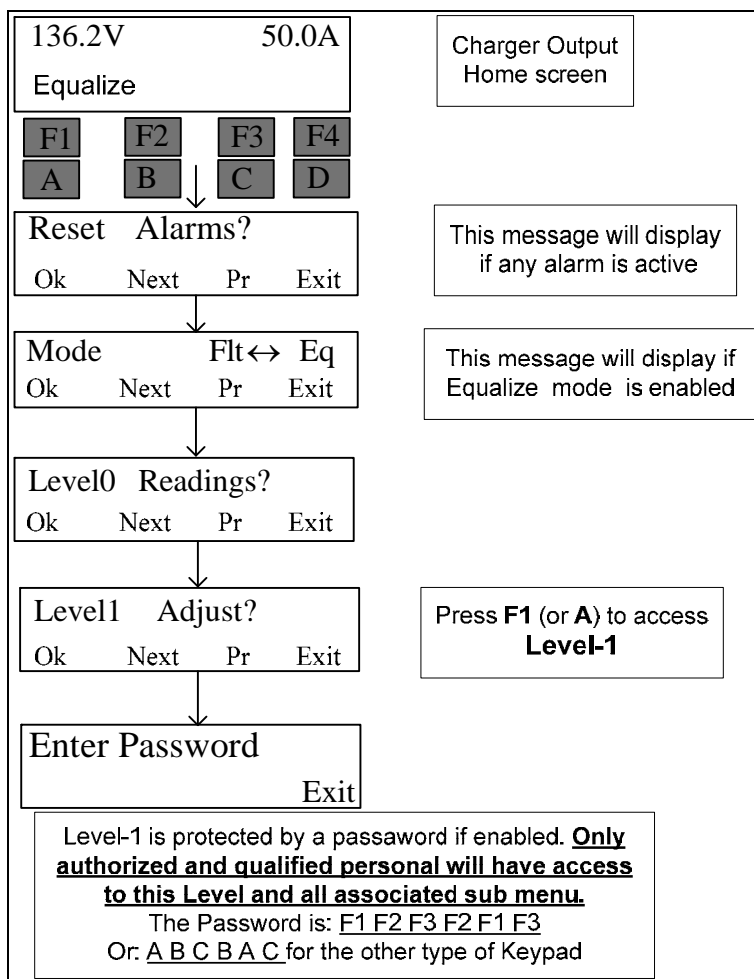 136.2V 50.0A
Equalize
Charger Output
Home screen
F1 F2 F3 F4
A B C D
Reset Alarms?
Ok Next Pr Exit
This message will display
if any alarm is active
Mode Flt↔ Eq
Ok Next Pr Exit
This message will display if
Equalize mode is enabled
Level0 Readings?
Ok Next Pr Exit
Level1 Adjust?
Ok Next Pr Exit
Press F1 (or A) to access
Level-1
Enter Password
Exit
Level-1 is protected by a passaword if enabled. Only
authorized and qualified personal will have access
to this Level and all associated sub menu.
The Password is: F1 F2 F3 F2 F1 F3
Or: A B C B A C for the other type of Keypad